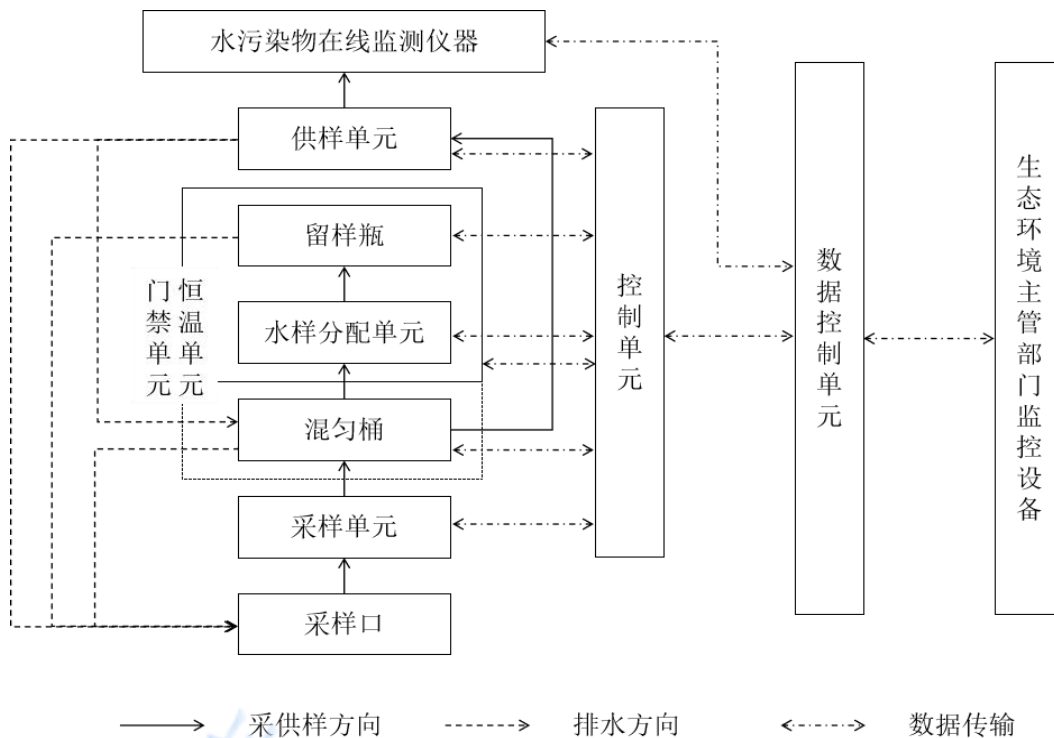 水污染物在线监测仪器
供样单元
留样瓶
水样分配单元
混匀桶
采样单元
采样口
门禁单元
恒温单元
控制单元
数据控制单元
生态环境主管部门监控设备
采供样方向
排水方向
数据传输